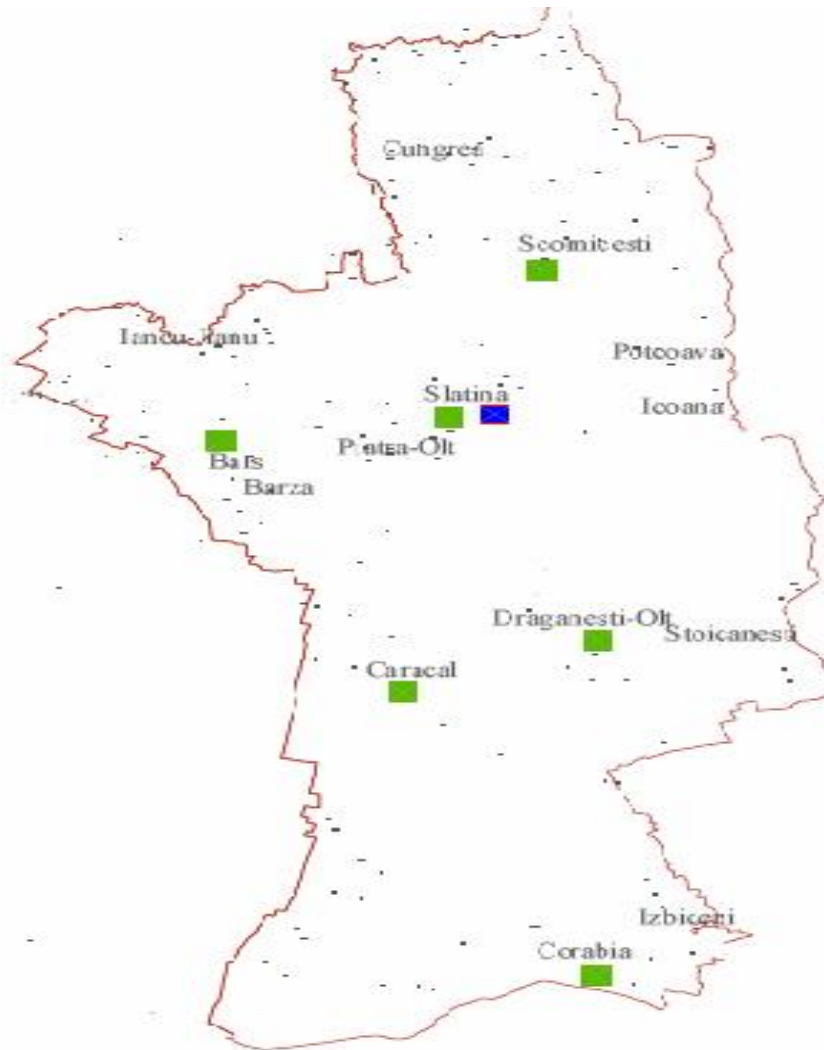 Cungrea
Scornicesti
Iancu-Jianu
Potcoava
Slatina
Icoana
Piatra-Olt
Bals
Barza
Draganesti-Olt
Stoicanesti
Caracal
Izbiceni
Corabia